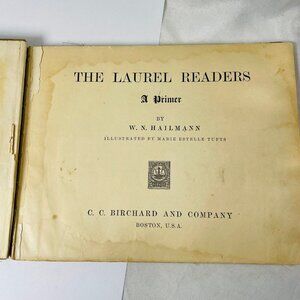 THE LAUREL READERS
A Primer
BY
W. N. HAILMANN
ILLUSTRATED BY MARIE ESTELLE TUFTS
C. C. BIRCHARD AND COMPANY
BOSTON, U.S.A.